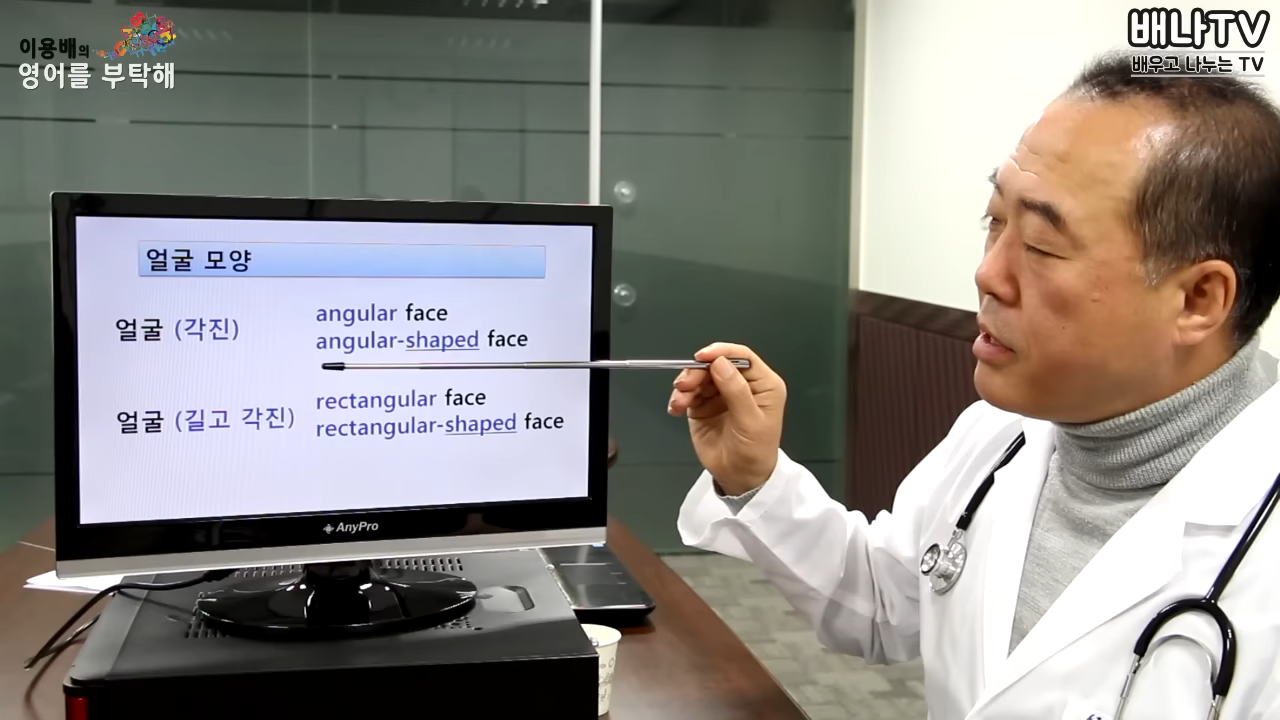 이용배의
영어를 부탁해
배나TV
배우고 나누는 TV
얼굴 모양
얼굴 (각진)
angular face
angular-shaped face
얼굴 (길고 각진)
rectangular face
rectangular-shaped face
AnyPro